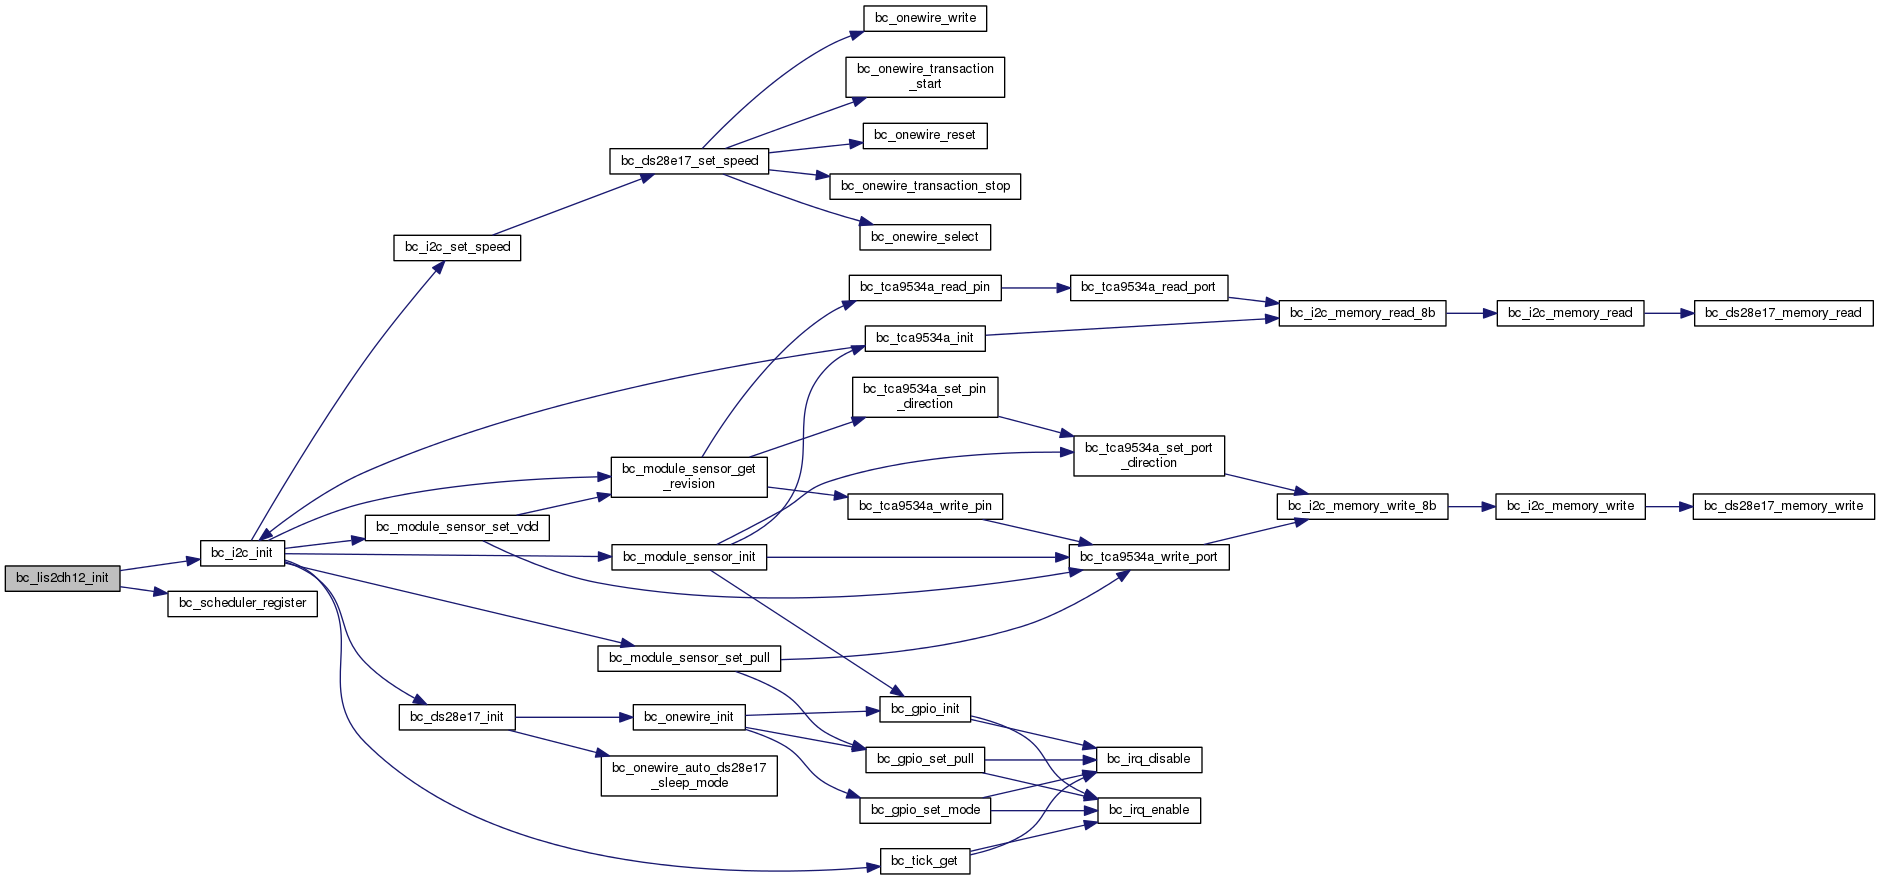 bc_onewire_write
bc_onewire_transaction
_start
bc_onewire_reset
bc_ds28e17_set_speed
bc_onewire_transaction_stop
bc_onewire_select
bc_i2c_set_speed
bc_tca9534a_read_pin
bc_tca9534a_read_port
bc_i2c_memory_read_8b
bc_i2c_memory_read
bc_ds28e17_memory_read
bc_tca9534a_init
bc_tca9534a_set_pin
_direction
bc_tca9534a_set_port
_direction
bc_module_sensor_get
_revision
bc_tca9534a_write_pin
bc_i2c_memory_write_8b
bc_i2c_memory_write
bc_ds28e17_memory_write
bc_module_sensor_set_vdd
bc_i2c_init
bc_module_sensor_init
bc_tca9534a_write_port
bc_lis2dh12_init
bc_scheduler_register
bc_module_sensor_set_pull
bc_gpio_init
bc_ds28e17_init
bc_onewire_init
bc_gpio_set_pull
bc_irq_disable
bc_onewire_auto_ds28e17
_sleep_mode
bc_gpio_set_mode
bc_irq_enable
bc_tick_get